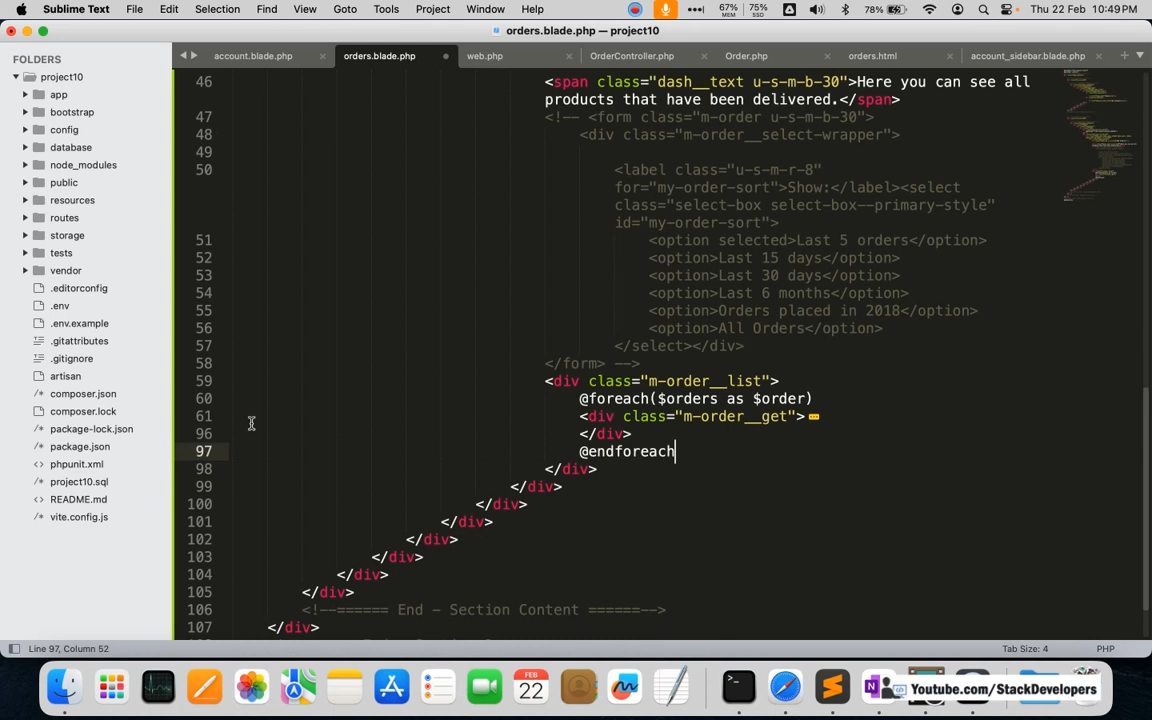 Sublime Text File Edit Selection Find View Goto Tools Project Window Help 67% MEM 75% SSD 78% Thu 22 Feb 10:49 PM
orders.blade.php — project10
FOLDERS
project10
app
bootstrap
config
database
node_modules
public
resources
routes
storage
tests
vendor
.editorconfig
.env
.env.example
.gitattributes
.gitignore
artisan
composer.json
composer.lock
package-lock.json
package.json
phpunit.xml
project10.sql
README.md
vite.config.js
account.blade.php orders.blade.php web.php OrderController.php Order.php orders.html account_sidebar.blade.php
46 <span class="dash__text u-s-m-b-30">Here you can see all
products that have been delivered.</span>
47 <!-- <form class="m-order u-s-m-b-30">
48 <div class="m-order__select-wrapper">
49
50 <label class="u-s-m-r-8"
for="my-order-sort">Show:</label><select
class="select-box select-box--primary-style"
id="my-order-sort">
51 <option selected>Last 5 orders</option>
52 <option>Last 15 days</option>
53 <option>Last 30 days</option>
54 <option>Last 6 months</option>
55 <option>Orders placed in 2018</option>
56 <option>All Orders</option>
57 </select></div>
58 </form> -->
59 <div class="m-order__list">
60 @foreach($orders as $order)
61 <div class="m-order__get">
96 </div>
97 @endforeach
98 </div>
99 </div>
100 </div>
101 </div>
102 </div>
103 </div>
104 </div>
105 </div>
106 <!--====== End - Section Content ======-->
107 </div>
Line 97, Column 52 Tab Size: 4 PHP
FEB
22
Youtube.com/StackDevelopers